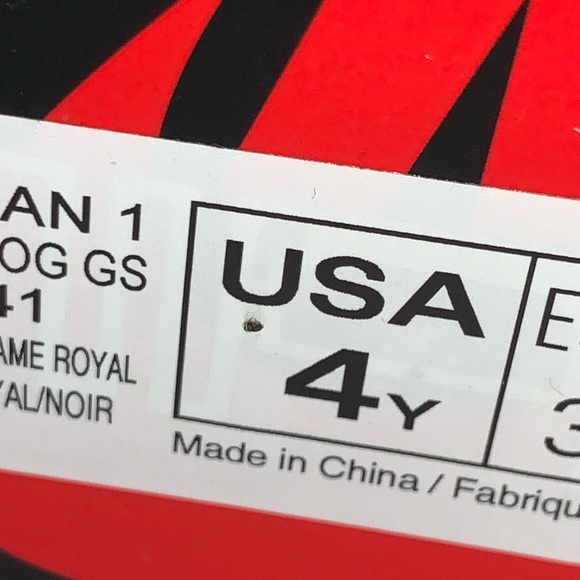 AN 1
OG GS
41
AME ROYAL
YAL/NOIR
USA
4Y
E
3
Made in China / Fabriqu